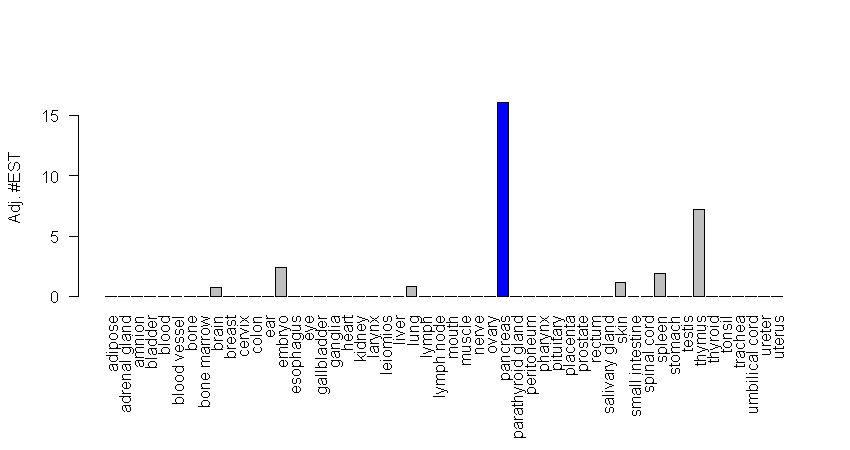 Adj. #EST
15
10
5
0
adipose
adrenal gland
amnion
bladder
blood
blood vessel
bone
bone marrow
brain
breast
cervix
colon
ear
embryo
esophagus
eye
gallbladder
ganglia
heart
kidney
larynx
leiomios
liver
lung
lymph
lymph node
mouth
muscle
nerve
ovary
pancreas
parathyroid gland
peritoneum
pharynx
pituitary
placenta
prostate
rectum
salivary gland
skin
small intestine
spinal cord
spleen
stomach
testis
thymus
thyroid
tonsil
trachea
umbilical cord
ureter
uterus